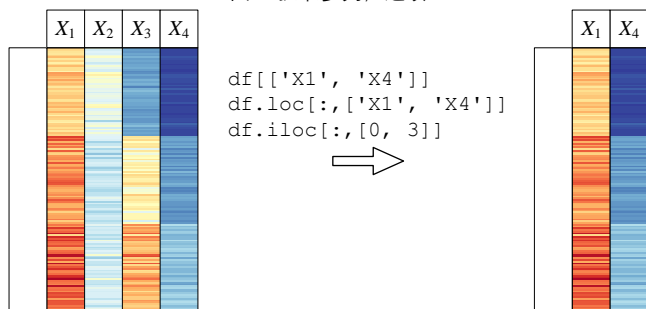 X1 X2 X3 X4
df[['X1', 'X4']]
df.loc[:,['X1', 'X4']]
df.iloc[:,[0, 3]]
X1 X4